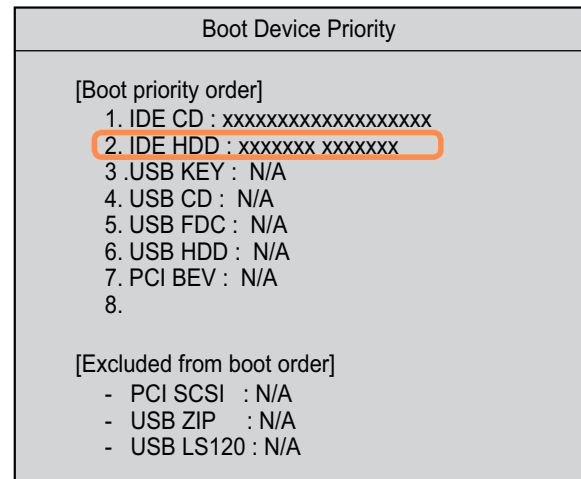 Boot Device Priority
[Boot priority order]
1. IDE CD : xxxxxxxxxxxxxxxxxxx
2. IDE HDD : xxxxxxx xxxxxxx
3 .USB KEY : N/A
4. USB CD : N/A
5. USB FDC : N/A
6. USB HDD : N/A
7. PCI BEV : N/A
8.
[Excluded from boot order]
- PCI SCSI : N/A
- USB ZIP : N/A
- USB LS120 : N/A